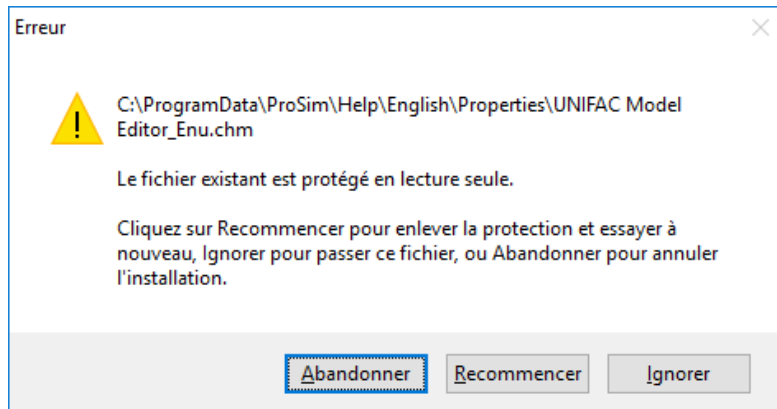 Erreur
C:\ProgramData\ProSim\Help\English\Properties\UNIFAC Model
Editor_Enu.chm
Le fichier existant est protégé en lecture seule.
Cliquez sur Recommencer pour enlever la protection et essayer à
nouveau, Ignorer pour passer ce fichier, ou Abandonner pour annuler
l'installation.
Abandonner Recommencer Ignorer